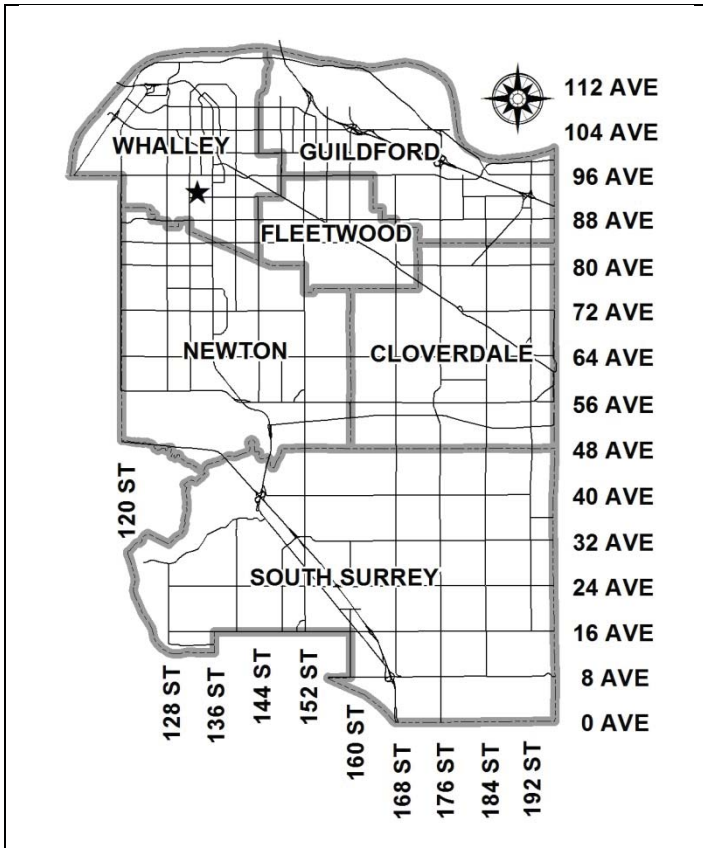 112 AVE
104 AVE
WHALLEY
GUILDFORD
96 AVE
88 AVE
FLEETWOOD
80 AVE
72 AVE
NEWTON
CLOVERDALE
64 AVE
56 AVE
48 AVE
120 ST
40 AVE
32 AVE
SOUTH SURREY
24 AVE
16 AVE
128 ST
136 ST
144 ST
152 ST
160 ST
8 AVE
0 AVE
168 ST
176 ST
184 ST
192 ST